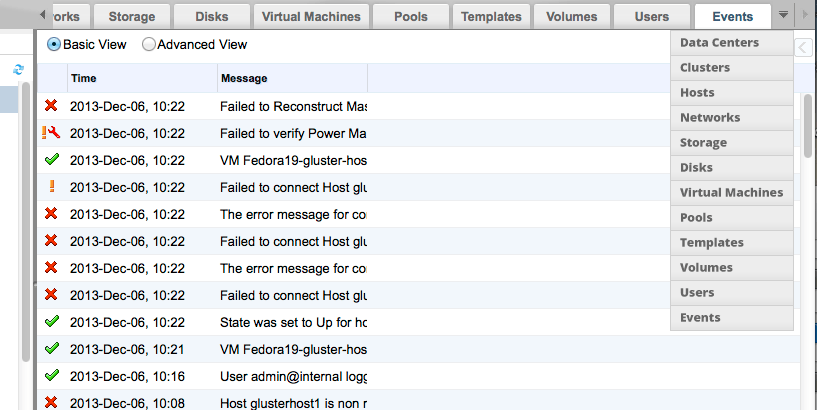 orks Storage Disks Virtual Machines Pools Templates Volumes Users Events
Basic View Advanced View
Time Message
2013-Dec-06, 10:22 Failed to Reconstruct Mas
2013-Dec-06, 10:22 Failed to verify Power Ma
2013-Dec-06, 10:22 VM Fedora19-gluster-hos
2013-Dec-06, 10:22 Failed to connect Host glu
2013-Dec-06, 10:22 The error message for co
2013-Dec-06, 10:22 Failed to connect Host glu
2013-Dec-06, 10:22 The error message for co
2013-Dec-06, 10:22 Failed to connect Host glu
2013-Dec-06, 10:22 State was set to Up for ho
2013-Dec-06, 10:21 VM Fedora19-gluster-hos
2013-Dec-06, 10:16 User admin@internal logg
2013-Dec-06, 10:08 Host glusterhost1 is non r
Data Centers
Clusters
Hosts
Networks
Storage
Disks
Virtual Machines
Pools
Templates
Volumes
Users
Events